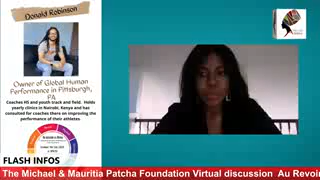 Donald Robinson
Owner of Global Human
Performance in Pittsburgh,
PA
Coaches HS and youth track and field. Holds
yearly clinics in Nairobi, Kenya and has
consulted for coaches there on improving the
performance of their athletes
FLASH INFOS
The Michael & Mauritia Patcha Foundation Virtual discussion Au Revoi